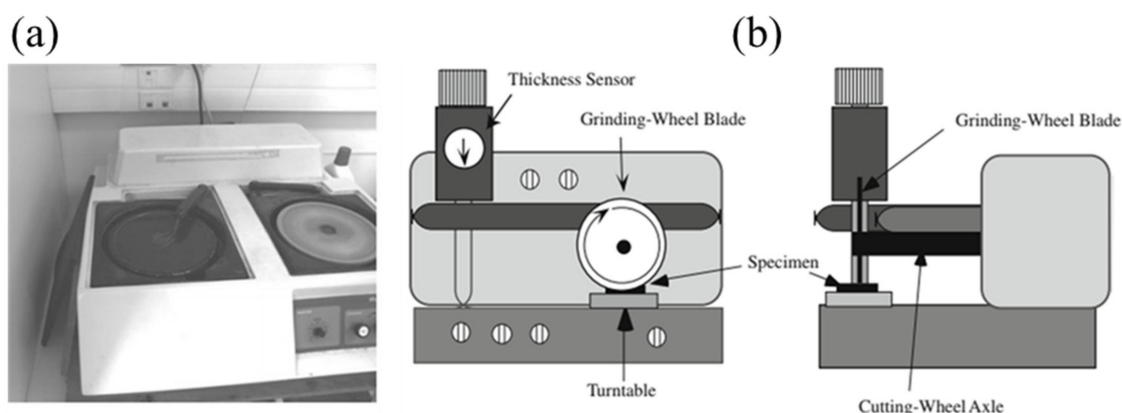 (a)
(b)
Thickness Sensor
Grinding-Wheel Blade
Grinding-Wheel Blade
Specimen
Turntable
Cutting-Wheel Axle